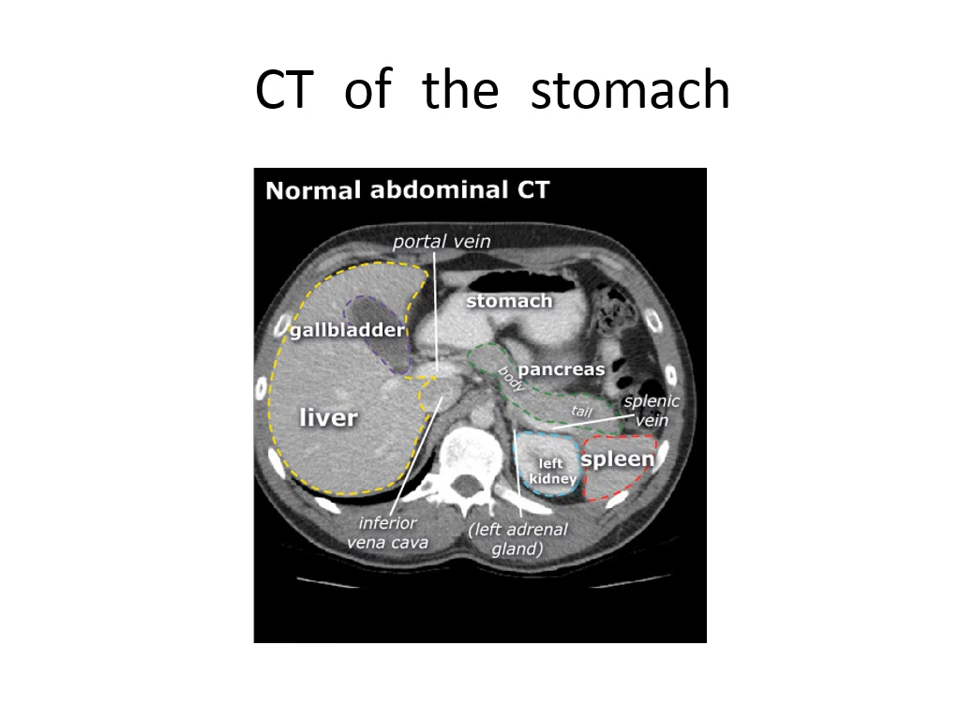 CT of the stomach
Normal abdominal CT
portal vein
stomach
gallbladder
pancreas
body
tail
splenic
vein
liver
left
kidney
spleen
inferior
vena cava
(left adrenal
gland)